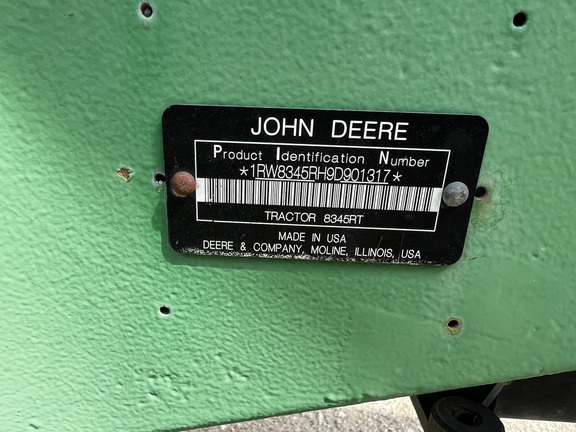 JOHN DEERE
Product Identification Number
*1RW8345RH9D901317*
TRACTOR 8345RT
MADE IN USA
DEERE & COMPANY, MOLINE, ILLINOIS, USA